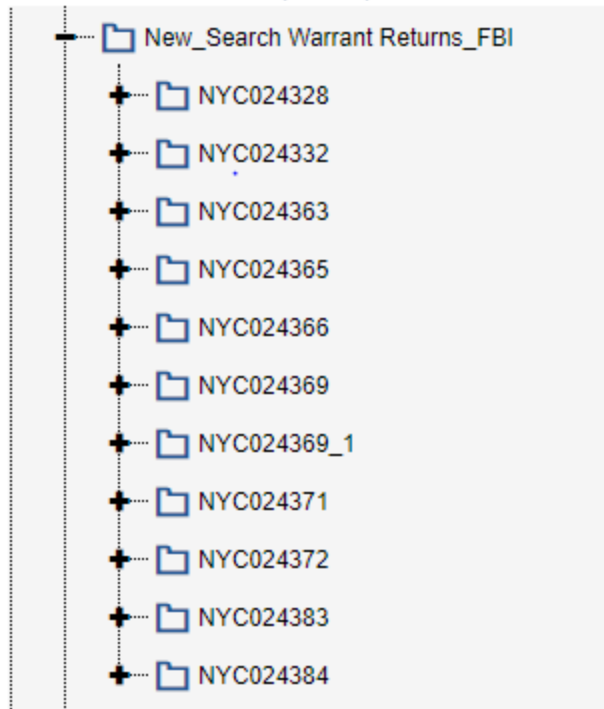 New_Search Warrant Returns_FBI
NYC024328
NYC024332
NYC024363
NYC024365
NYC024366
NYC024369
NYC024369_1
NYC024371
NYC024372
NYC024383
NYC024384